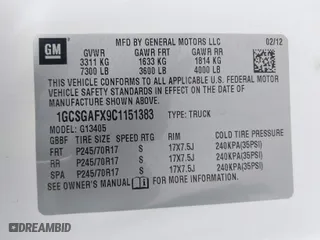 GM
MFD BY GENERAL MOTORS LLC
02/12
GVWR GAWR FRT GAWR RR
3311 KG 1633 KG 1814 KG
7300 LB 3600 LB 4000 LB
THIS VEHICLE CONFORMS TO ALL APPLICABLE U.S. FEDERAL MOTOR
VEHICLE SAFETY STANDARDS IN EFFECT ON THE DATE OF
MANUFACTURE SHOWN ABOVE.
1GCSGAFX9C1151383 TYPE: TRUCK
MODEL: G13405
GBBF TIRE SIZE SPEED RTG RIM COLD TIRE PRESSURE
FRT P245/70R17 S 17X7.5J 240KPA(35PSI)
RR P245/70R17 S 17X7.5J 240KPA(35PSI)
SPA P245/70R17 S 17X7.5J 240KPA(35PSI)
SEE OWNER'S MANUAL FOR ADDITIONAL INFORMATION.
DREAMBID